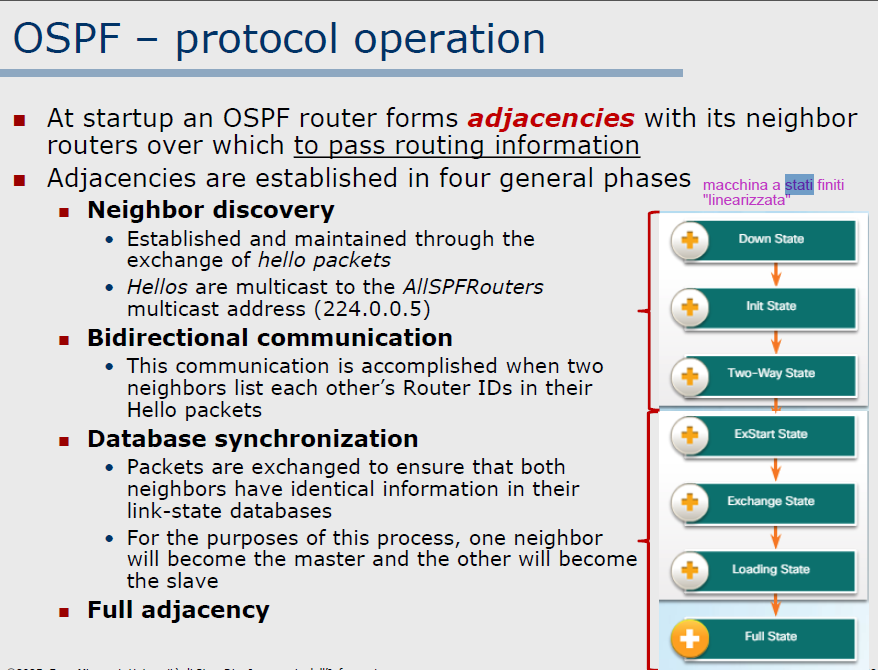 OSPF – protocol operation
At startup an OSPF router forms adjacencies with its neighbor
routers over which to pass routing information
Adjacencies are established in four general phases
macchina a stati finiti
"linearizzata"
Neighbor discovery
Established and maintained through the
exchange of hello packets
Hellos are multicast to the AllSPFRouters
multicast address (224.0.0.5)
Bidirectional communication
This communication is accomplished when two
neighbors list each other’s Router IDs in their
Hello packets
Database synchronization
Packets are exchanged to ensure that both
neighbors have identical information in their
link-state databases
For the purposes of this process, one neighbor
will become the master and the other will become
the slave
Full adjacency
Down State
Init State
Two-Way State
ExStart State
Exchange State
Loading State
Full State